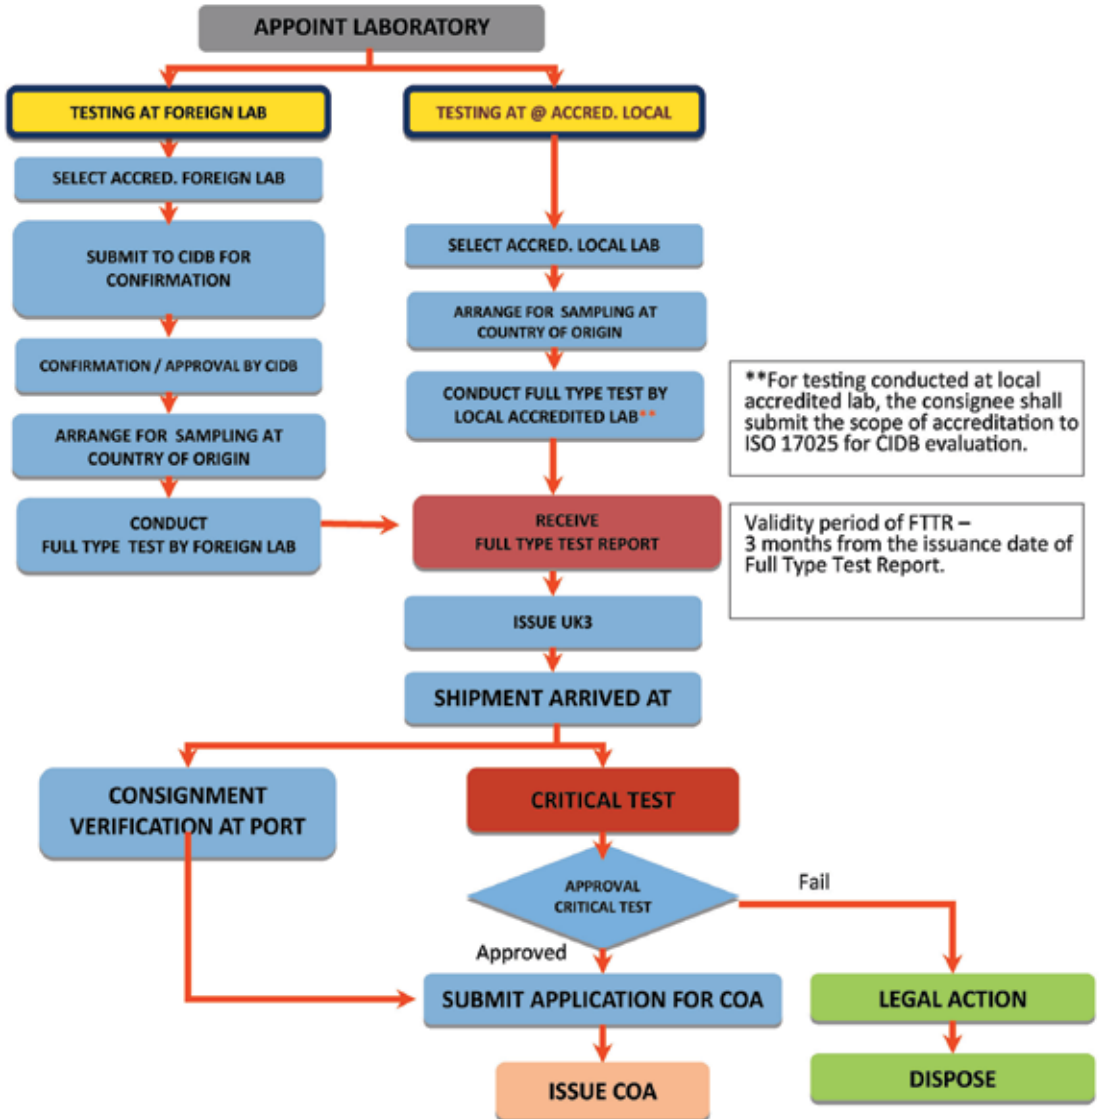 APPOINT LABORATORY
TESTING AT FOREIGN LAB
SELECT ACCRED. FOREIGN LAB
SUBMIT TO CIDB FOR
CONFIRMATION
CONFIRMATION / APPROVAL BY CIDB
ARRANGE FOR SAMPLING AT
COUNTRY OF ORIGIN
CONDUCT
FULL TYPE TEST BY FOREIGN LAB
TESTING AT @ ACCRED. LOCAL
SELECT ACCRED. LOCAL LAB
ARRANGE FOR SAMPLING AT
COUNTRY OF ORIGIN
CONDUCT FULL TYPE TEST BY
LOCAL ACCREDITED LAB**
**For testing conducted at local
accredited lab, the consignee shall
submit the scope of accreditation to
ISO 17025 for CIDB evaluation.
RECEIVE
FULL TYPE TEST REPORT
Validity period of FTTR –
3 months from the issuance date of
Full Type Test Report.
ISSUE UK3
SHIPMENT ARRIVED AT
CONSIGNMENT
VERIFICATION AT PORT
CRITICAL TEST
APPROVAL
CRITICAL TEST
Fail
Approved
SUBMIT APPLICATION FOR COA
LEGAL ACTION
ISSUE COA
DISPOSE